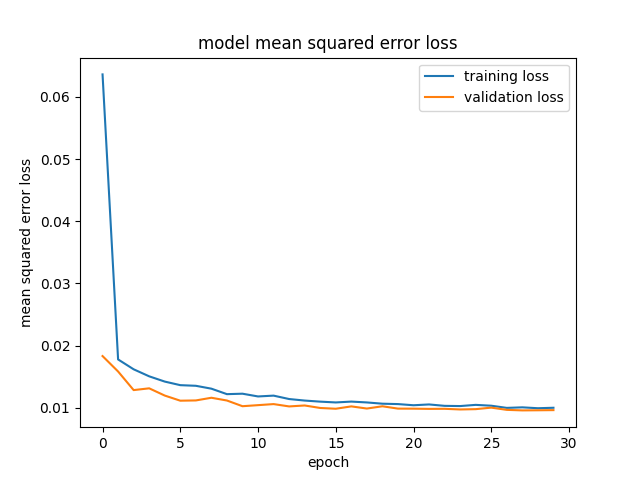 model mean squared error loss
training loss
validation loss
mean squared error loss
0.06
0.05
0.04
0.03
0.02
0.01
0 5 10 15 20 25 30
epoch